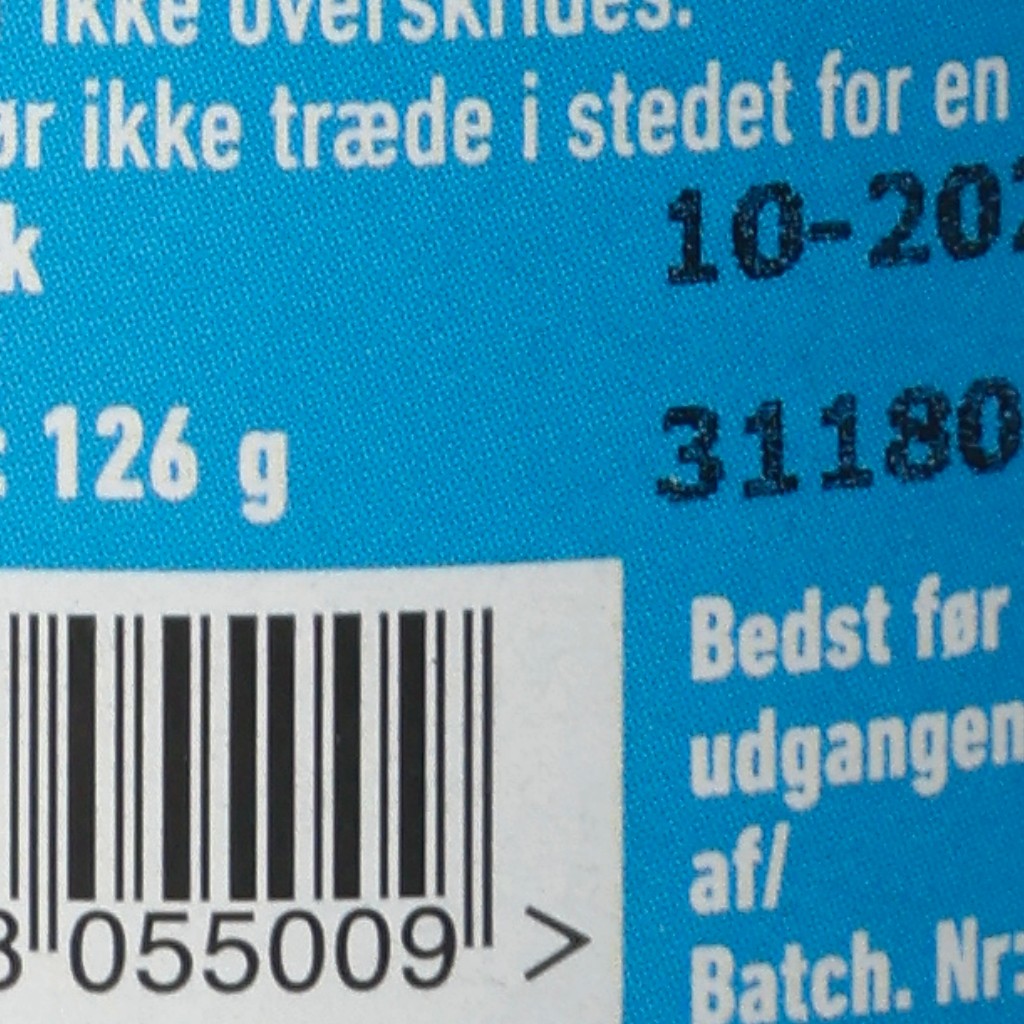 ikke overskrides.
ør ikke træde i stedet for en
k
10-202
: 126 g
31180
Bedst før
udgangen
af/
Batch. Nr:
8 055009 >